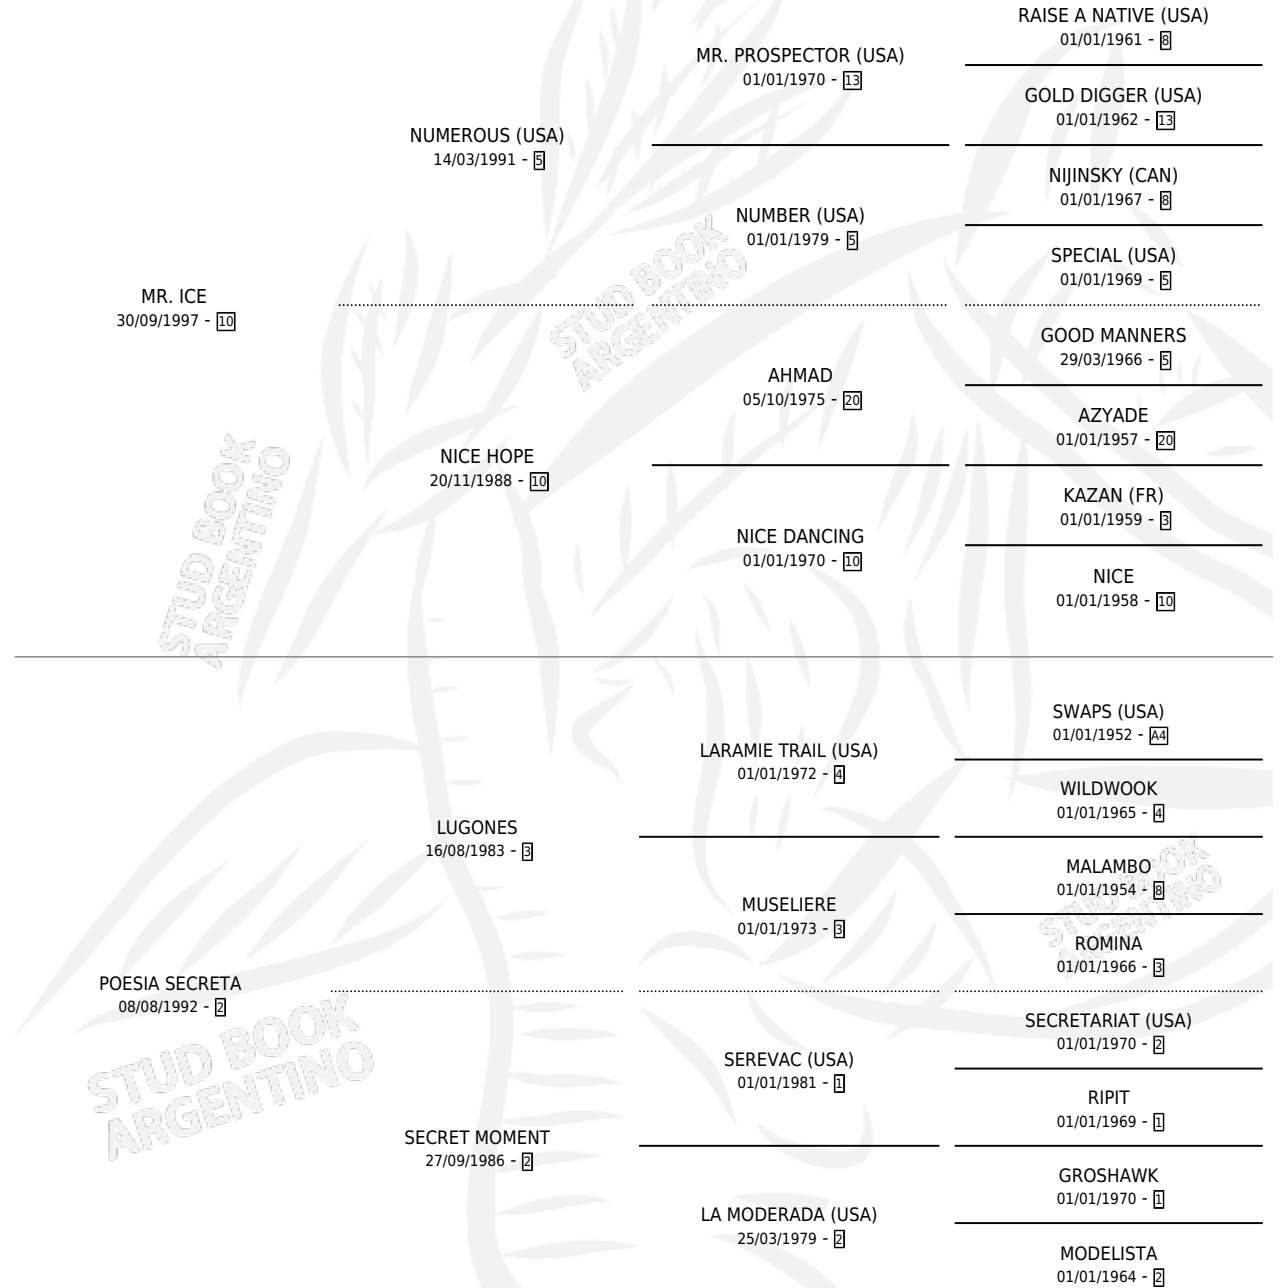 RAISE A NATIVE (USA)
01/01/1961 - 8
MR. PROSPECTOR (USA)
01/01/1970 - 13
GOLD DIGGER (USA)
01/01/1962 - 13
NUMEROUS (USA)
14/03/1991 - 5
NIJINSKY (CAN)
01/01/1967 - 8
NUMBER (USA)
01/01/1979 - 5
SPECIAL (USA)
01/01/1969 - 5
MR. ICE
30/09/1997 - 10
GOOD MANNERS
29/03/1966 - 5
AHMAD
05/10/1975 - 20
AZYADE
01/01/1957 - 20
NICE HOPE
20/11/1988 - 10
KAZAN (FR)
01/01/1959 - 3
NICE DANCING
01/01/1970 - 10
NICE
01/01/1958 - 10
SWAPS (USA)
01/01/1952 - A4
LARAMIE TRAIL (USA)
01/01/1972 - 4
WILDWOOK
01/01/1965 - 4
LUGONES
16/08/1983 - 3
MALAMBO
01/01/1954 - 8
MUSELIERE
01/01/1973 - 3
ROMINA
01/01/1966 - 3
POESIA SECRETA
08/08/1992 - 2
SECRETARIAT (USA)
01/01/1970 - 2
SEREVAC (USA)
01/01/1981 - 1
RIPIT
01/01/1969 - 1
SECRET MOMENT
27/09/1986 - 2
GROSHAWK
01/01/1970 - 1
LA MODERADA (USA)
25/03/1979 - 2
MODELISTA
01/01/1964 - 2
STUD BOOK
ARGENTINO
STUD BOOK
ARGENTINO
STUD BOOK
ARGENTINO
STUD BOOK
ARGENTINO